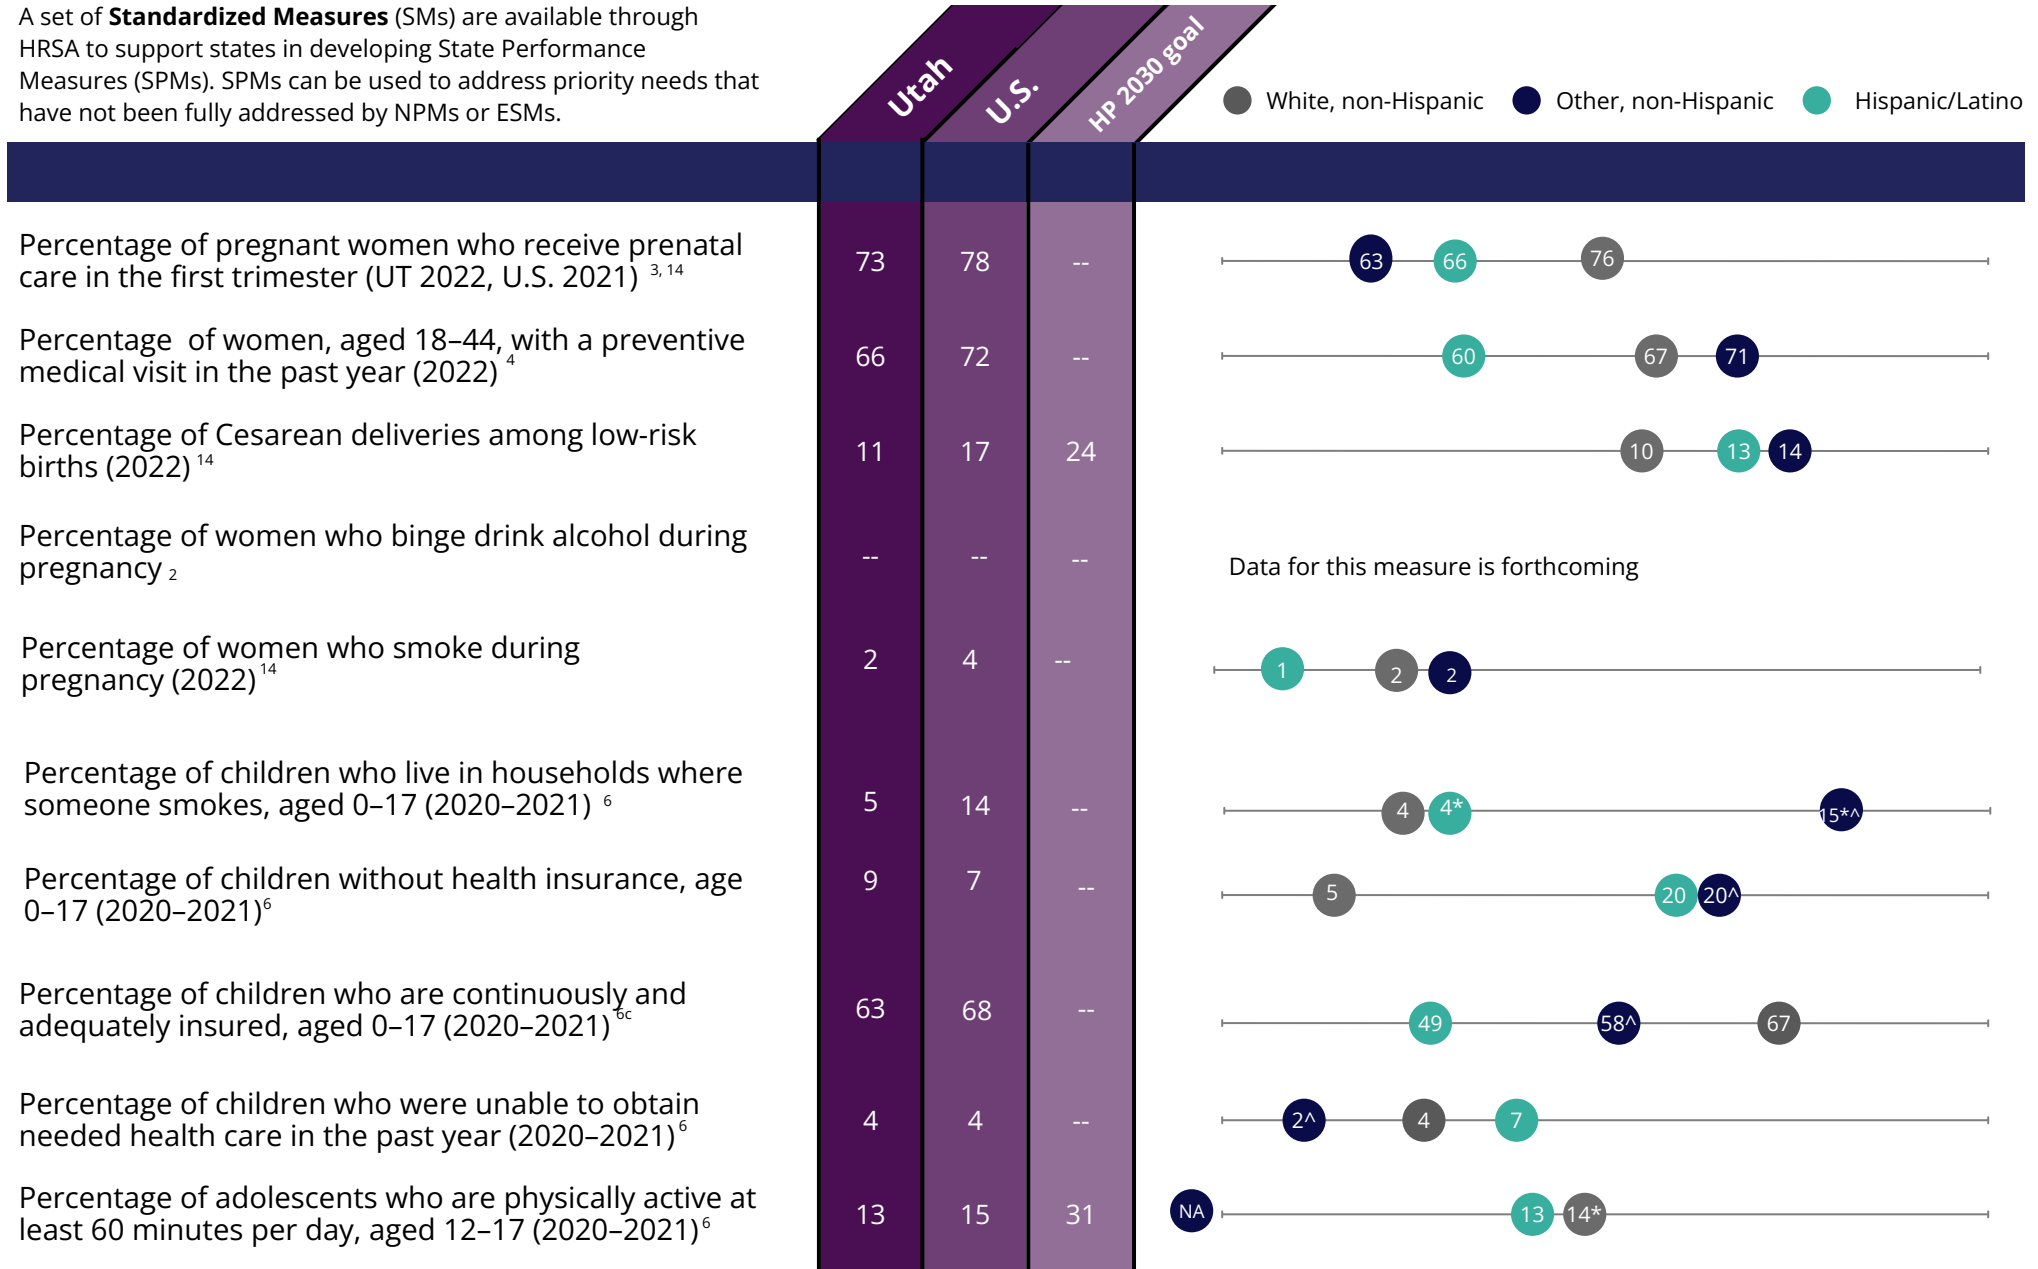 A set of Standardized Measures (SMs) are available through
HRSA to support states in developing State Performance
Measures (SPMs). SPMs can be used to address priority needs that
have not been fully addressed by NPMs or ESMs.
Utah
U.S.
HP 2030 goal
White, non-Hispanic
Other, non-Hispanic
Hispanic/Latino
Percentage of pregnant women who receive prenatal
care in the first trimester (UT 2022, U.S. 2021) 3, 14
73 78 -- 63 66 76
Percentage of women, aged 18–44, with a preventive
medical visit in the past year (2022) 4
66 72 -- 60 67 71
Percentage of Cesarean deliveries among low-risk
births (2022) 14
11 17 24 10 13 14
Percentage of women who binge drink alcohol during
pregnancy 2
-- -- -- Data for this measure is forthcoming
Percentage of women who smoke during
pregnancy (2022) 14
2 4 -- 1 2 2
Percentage of children who live in households where
someone smokes, aged 0–17 (2020–2021) 6
5 14 -- 4 4* 15*^
Percentage of children without health insurance, age
0–17 (2020–2021) 6
9 7 -- 5 20 20^
Percentage of children who are continuously and
adequately insured, aged 0–17 (2020–2021) 6c
63 68 -- 49 58^ 67
Percentage of children who were unable to obtain
needed health care in the past year (2020–2021) 6
4 4 -- 2^ 4 7
Percentage of adolescents who are physically active at
least 60 minutes per day, aged 12–17 (2020–2021) 6
13 15 31 NA 13 14*